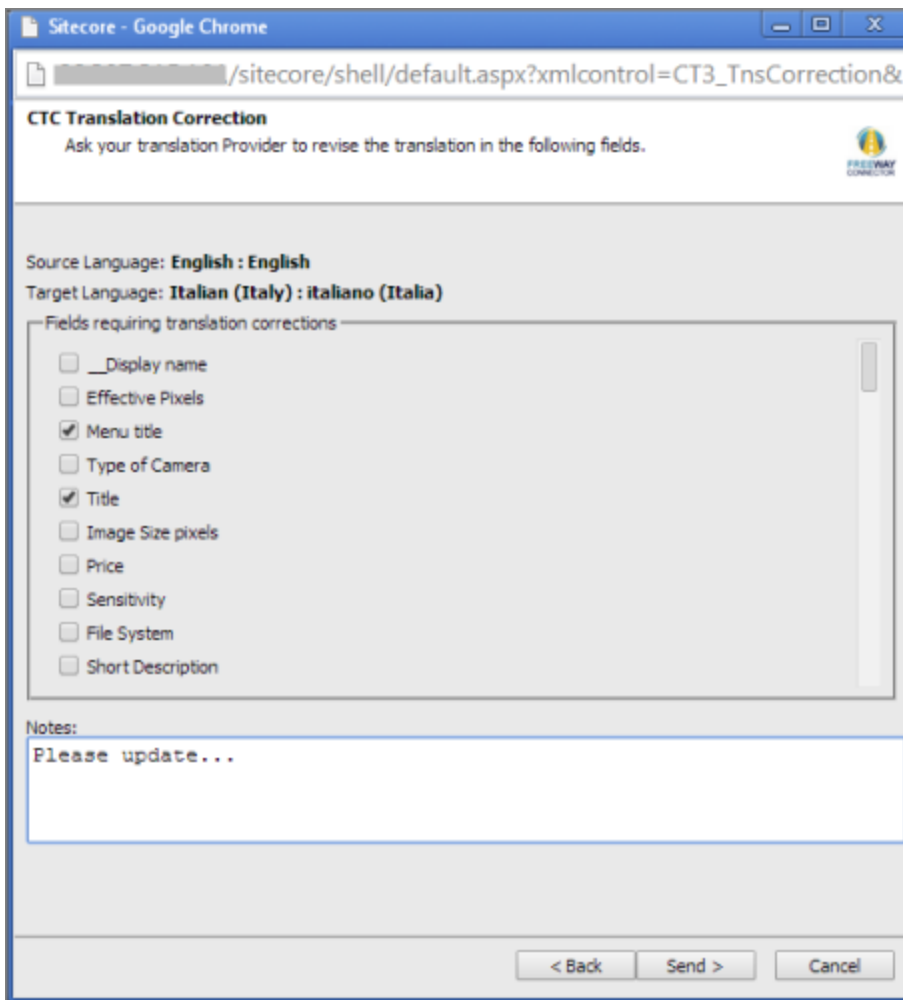 Sitecore - Google Chrome
/sitecore/shell/default.aspx?xmlcontrol=CT3_TnsCorrection&
CTC Translation Correction
Ask your translation Provider to revise the translation in the following fields.
FREEWAY
CONNECTOR
Source Language: English : English
Target Language: Italian (Italy) : italiano (Italia)
Fields requiring translation corrections
__Display name
Effective Pixels
Menu title
Type of Camera
Title
Image Size pixels
Price
Sensitivity
File System
Short Description
Notes:
Please update...
< Back
Send >
Cancel